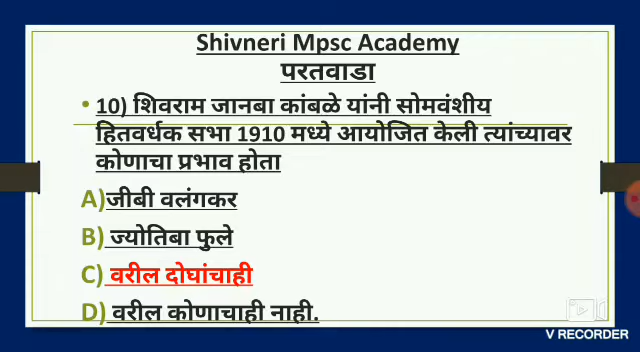 Shivneri Mpsc Academy
परतवाडा
• 10) शिवराम जानबा कांबळे यांनी सोमवंशीय
हितवर्धक सभा 1910 मध्ये आयोजित केली त्यांच्यावर
कोणाचा प्रभाव होता
A)जीबी वलंगकर
B) ज्योतिबा फुले
C) वरील दोघांचाही
D) वरील कोणाचाही नाही.
V RECORDER